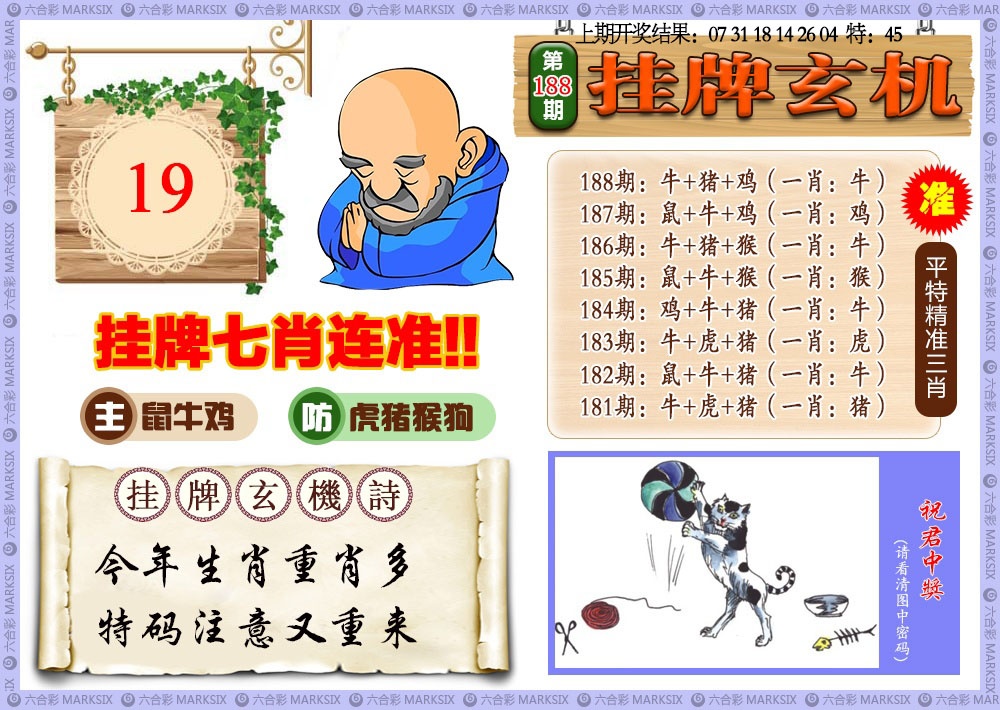 六合彩 MARKSIX
上期开奖结果：07 31 18 14 26 04 特：45
第188期
挂牌玄机
19
挂牌七肖连准!!
主 鼠牛鸡
防 虎猪猴狗
挂牌玄機詩
今年生肖重肖多
特码注意又重来
188期：牛+猪+鸡（一肖：牛）
187期：鼠+牛+鸡（一肖：鸡）
186期：牛+猪+猴（一肖：牛）
185期：鼠+牛+猴（一肖：猴）
184期：鸡+牛+猪（一肖：牛）
183期：牛+虎+猪（一肖：虎）
182期：鼠+牛+猪（一肖：牛）
181期：牛+虎+猪（一肖：猪）
准
平特精准三肖
祝君中獎
（请看清图中密码）